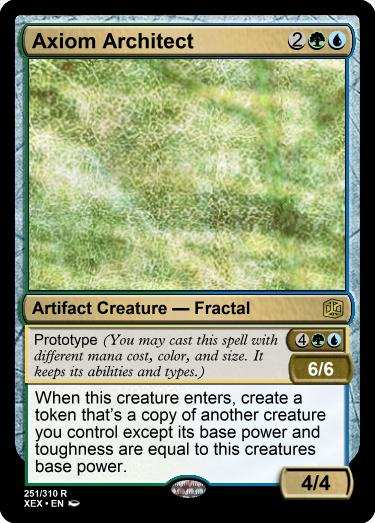 Axiom Architect 2
Artifact Creature — Fractal
Prototype (You may cast this spell with 4
different mana cost, color, and size. It
keeps its abilities and types.) 6/6
When this creature enters, create a
token that's a copy of another creature
you control except its base power and
toughness are equal to this creatures
base power.
4/4
251/310 R
XEX • EN